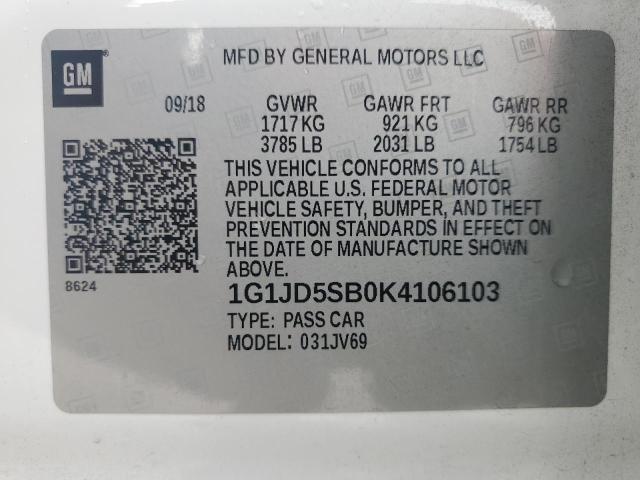 GM
MFD BY GENERAL MOTORS LLC
09/18 GVWR GAWR FRT GAWR RR
1717 KG 921 KG 796 KG
3785 LB 2031 LB 1754 LB
THIS VEHICLE CONFORMS TO ALL
APPLICABLE U.S. FEDERAL MOTOR
VEHICLE SAFETY, BUMPER, AND THEFT
PREVENTION STANDARDS IN EFFECT ON
THE DATE OF MANUFACTURE SHOWN
ABOVE.
8624
1G1JD5SB0K4106103
TYPE: PASS CAR
MODEL: 031JV69